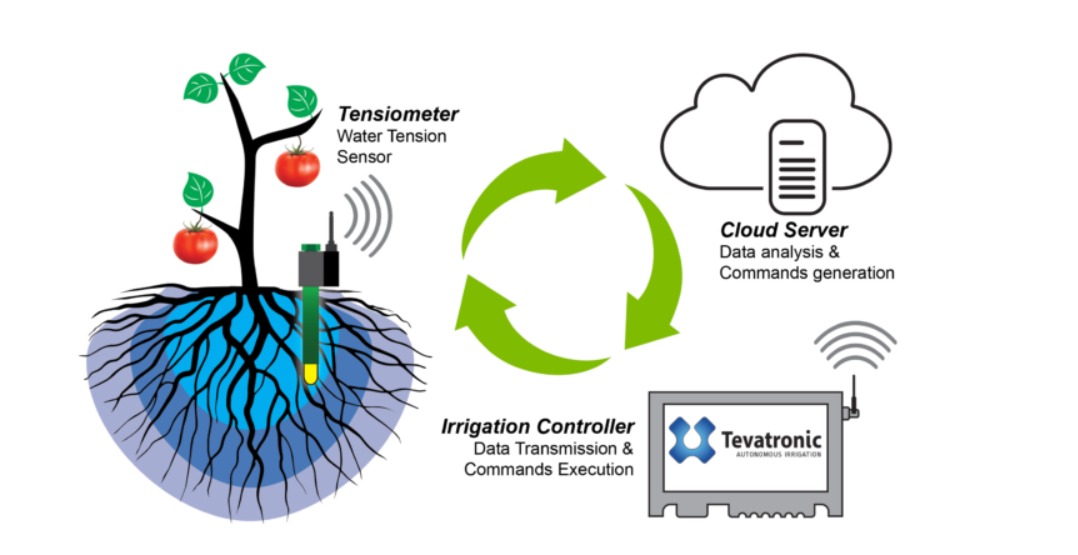 Tensiometer
Water Tension
Sensor
Cloud Server
Data analysis &
Commands generation
Irrigation Controller
Data Transmission &
Commands Execution
Tevatronic
AUTONOMOUS IRRIGATION